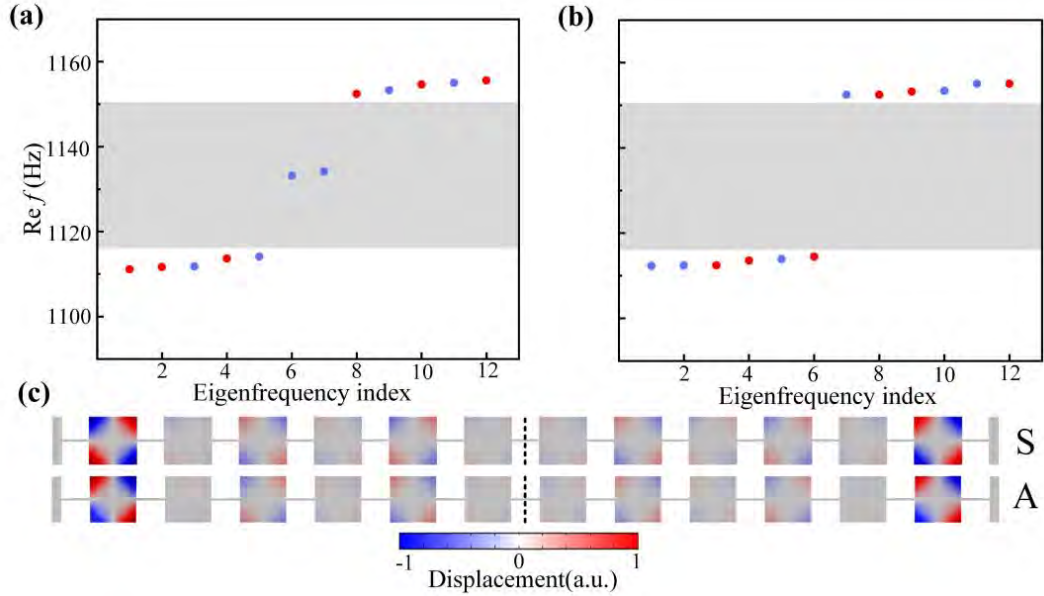 (a)
(b)
1160
1140
1120
1100
Re f (Hz)
2 4 6 8 10 12
Eigenfrequency index
2 4 6 8 10 12
Eigenfrequency index
(c)
S
A
-1 0 1
Displacement(a.u.)